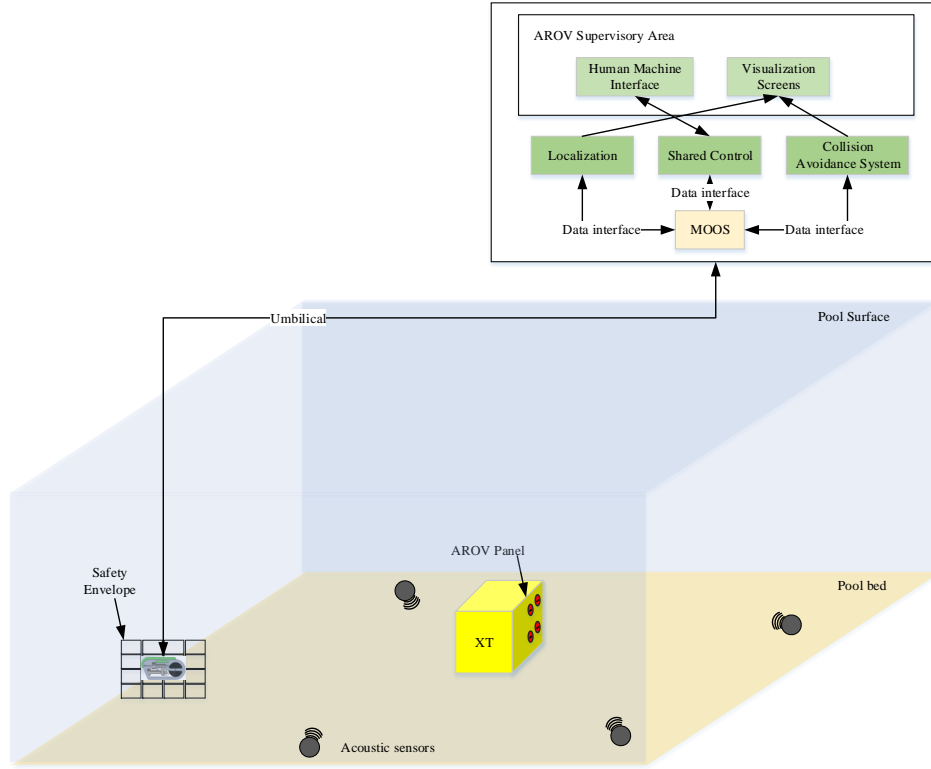 AROV Supervisory Area
Human Machine
Interface
Visualization
Screens
Localization
Shared Control
Collision
Avoidance System
Data interface
Data interface
MOOS
Data interface
Umbilical
Pool Surface
AROV Panel
Safety
Envelope
Pool bed
XT
Acoustic sensors